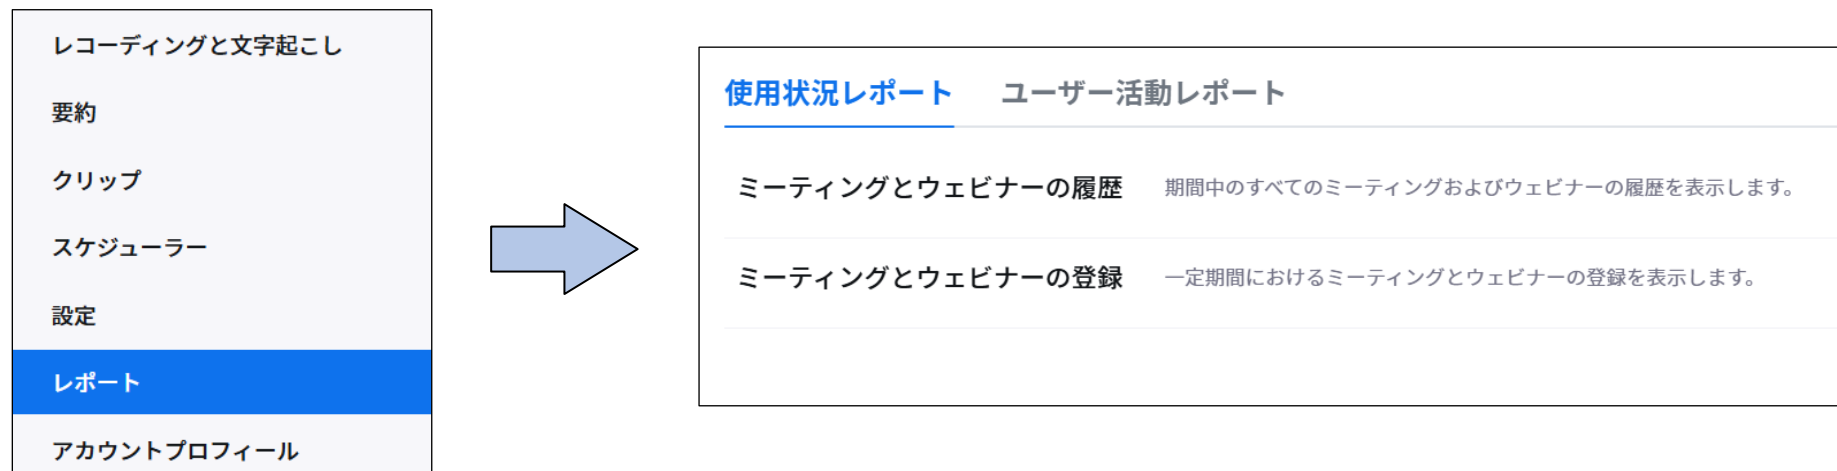 レコーディングと文字起こし
要約
クリップ
スケジューラー
設定
レポート
アカウントプロフィール
使用状況レポート ユーザー活動レポート
ミーティングとウェビナーの履歴 期間中のすべてのミーティングおよびウェビナーの履歴を表示します。
ミーティングとウェビナーの登録 一定期間におけるミーティングとウェビナーの登録を表示します。